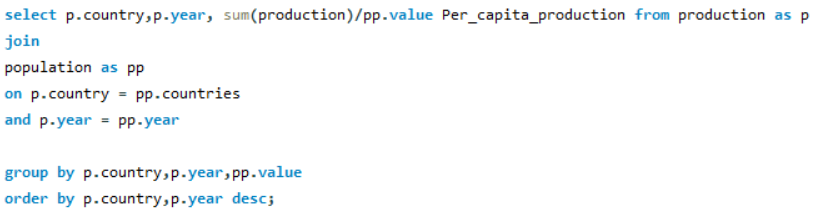 select p.country,p.year, sum(production)/pp.value Per_capita_production from production as p
join
population as pp
on p.country = pp.countries
and p.year = pp.year
group by p.country,p.year,pp.value
order by p.country,p.year desc;